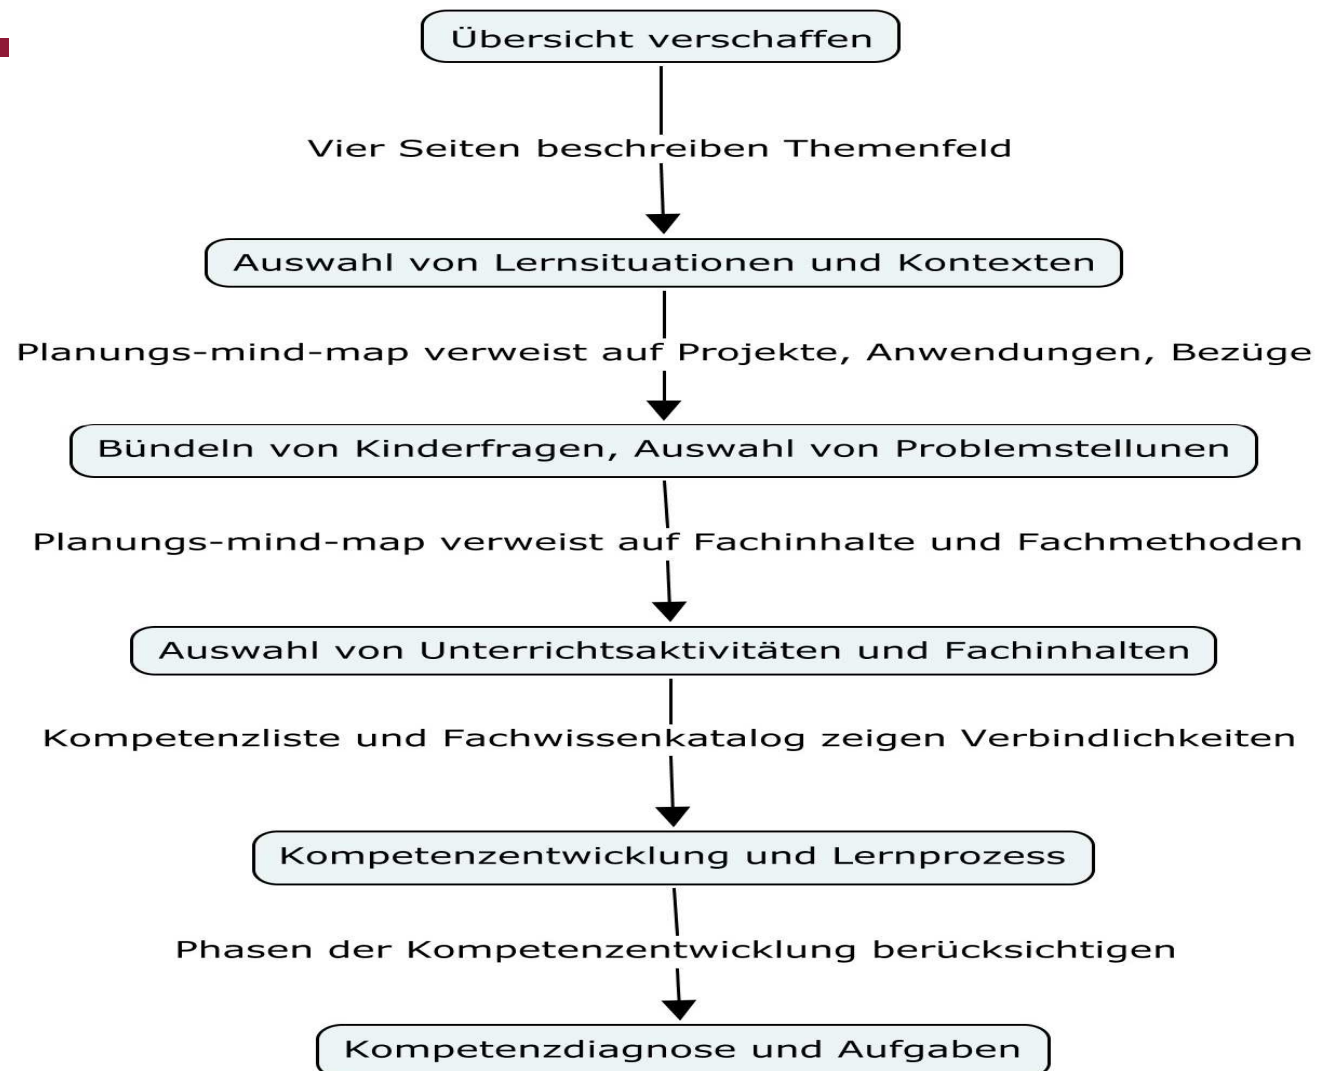 Übersicht verschaffen
Vier Seiten beschreiben Themenfeld
Auswahl von Lernsituationen und Kontexten
Planungs-mind-map verweist auf Projekte, Anwendungen, Bezüge
Bündeln von Kinderfragen, Auswahl von Problemstellunen
Planungs-mind-map verweist auf Fachinhalte und Fachmethoden
Auswahl von Unterrichtsaktivitäten und Fachinhalten
Kompetenzliste und Fachwissenkatalog zeigen Verbindlichkeiten
Kompetenzentwicklung und Lernprozess
Phasen der Kompetenzentwicklung berücksichtigen
Kompetenzdiagnose und Aufgaben